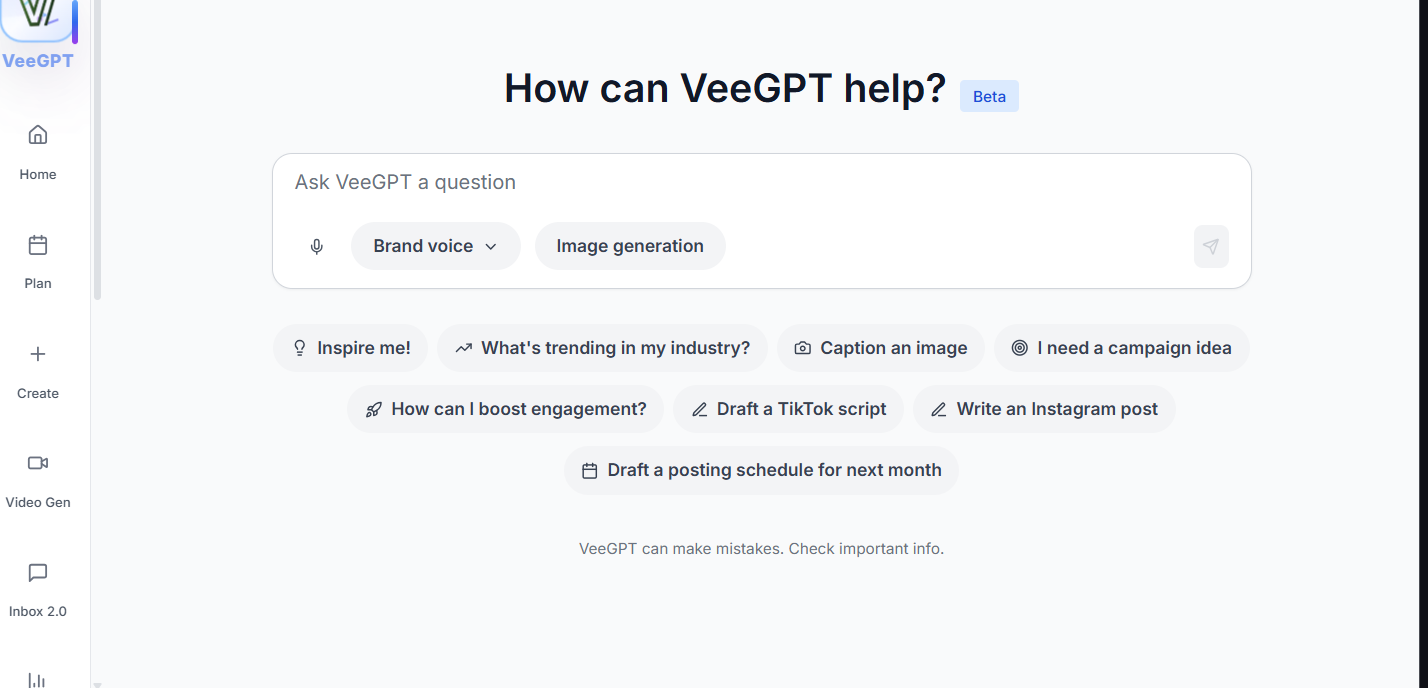 VeeGPT
Home
Plan
Create
Video Gen
Inbox 2.0
How can VeeGPT help? Beta
Ask VeeGPT a question
Brand voice Image generation
Inspire me! What's trending in my industry? Caption an image I need a campaign idea
How can I boost engagement? Draft a TikTok script Write an Instagram post
Draft a posting schedule for next month
VeeGPT can make mistakes. Check important info.